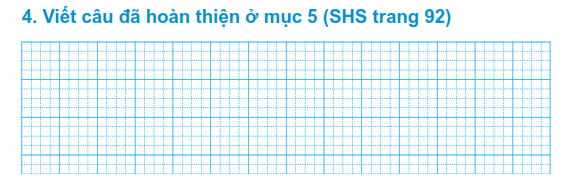 4. Viết câu đã hoàn thiện ở mục 5 (SHS trang 92)